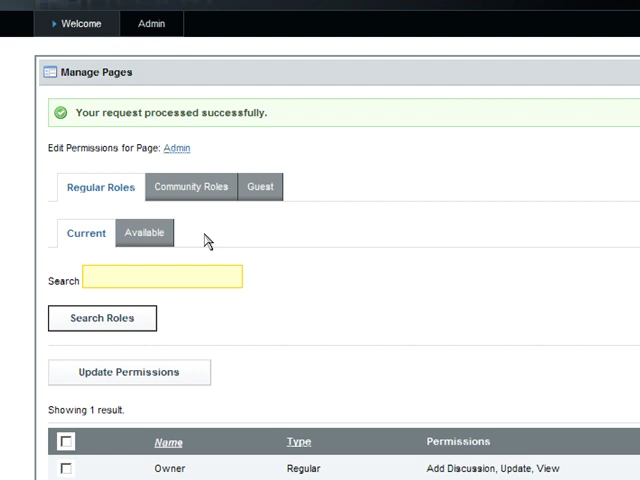 Welcome
Admin
Manage Pages
Your request processed successfully.
Edit Permissions for Page: Admin
Regular Roles
Community Roles
Guest
Current
Available
Search
Search Roles
Update Permissions
Showing 1 result.
Name
Type
Permissions
Owner
Regular
Add Discussion, Update, View